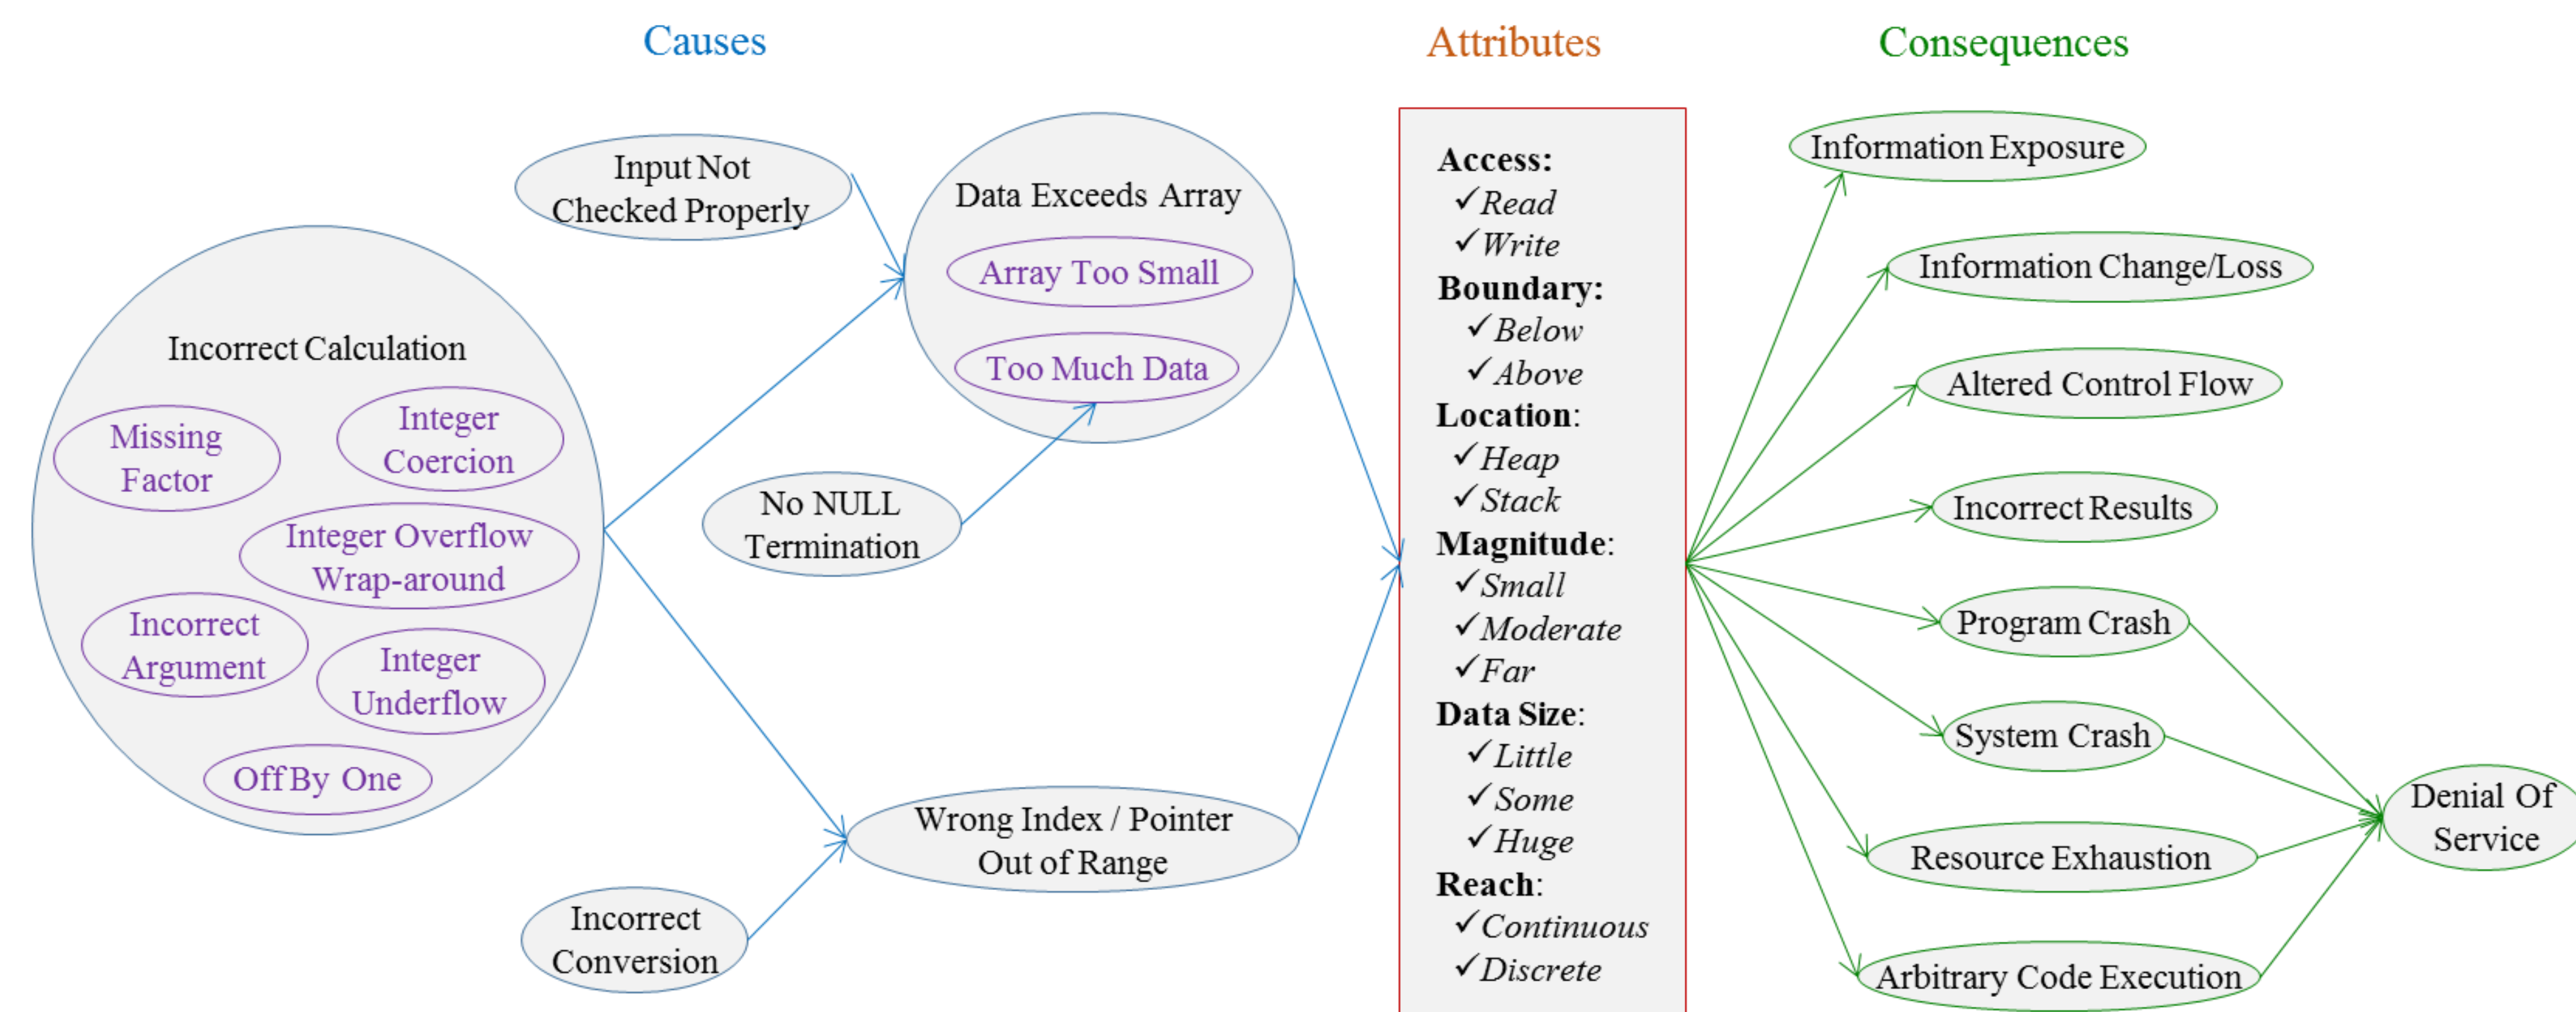 Causes
Attributes
Consequences
Incorrect Calculation
Missing
Factor
Integer
Coercion
Integer Overflow
Wrap-around
Incorrect
Argument
Integer
Underflow
Off By One
Input Not
Checked Properly
Data Exceeds Array
Array Too Small
Too Much Data
No NULL
Termination
Wrong Index / Pointer
Out of Range
Incorrect
Conversion
Access:
✓Read
✓Write
Boundary:
✓Below
✓Above
Location:
✓Heap
✓Stack
Magnitude:
✓Small
✓Moderate
✓Far
Data Size:
✓Little
✓Some
✓Huge
Reach:
✓Continuous
✓Discrete
Information Exposure
Information Change/Loss
Altered Control Flow
Incorrect Results
Program Crash
System Crash
Resource Exhaustion
Arbitrary Code Execution
Denial Of
Service